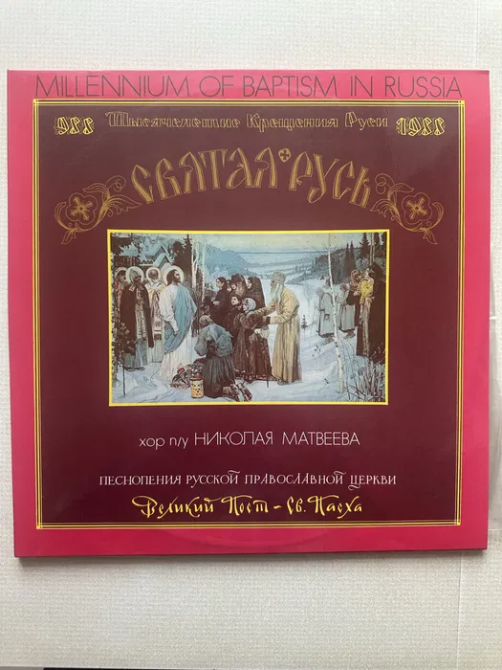 MILLENNIUM OF BAPTISM IN RUSSIA
988 Тысячелетие Крещения Руси 1988
СВЯТАЯ РУСЬ
хор п/у НИКОЛАЯ МАТВЕЕВА
ПЕСНОПЕНИЯ РУССКОЙ ПРАВОСЛАВНОЙ ЦЕРКВИ
Великий Пост - Св. Пасха